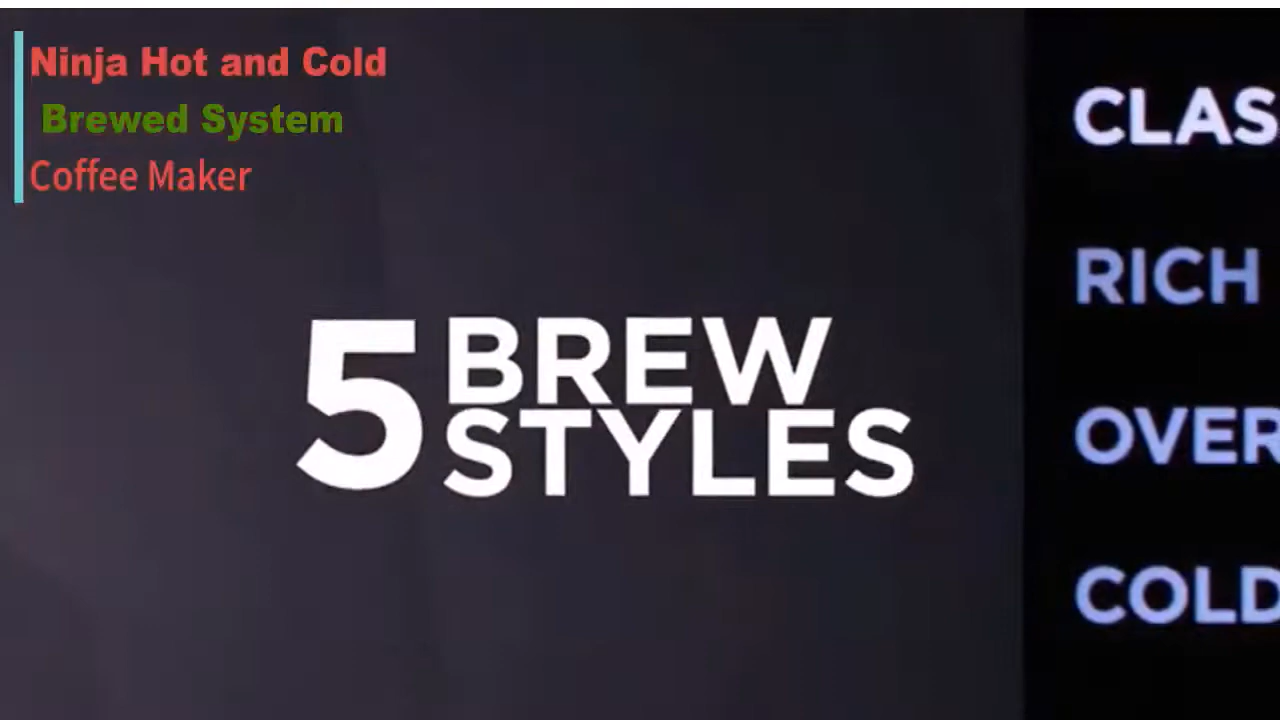 Ninja Hot and Cold
Brewed System
Coffee Maker
5 BREW
STYLES
CLAS
RICH
OVER
COLD